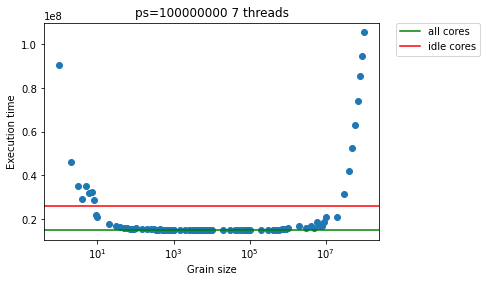 ps=100000000 7 threads
1e8
all cores
idle cores
1.0
0.8
0.6
0.4
0.2
Execution time
10^1
10^3
10^5
10^7
Grain size